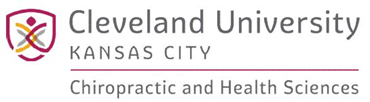 Cleveland University
KANSAS CITY
Chiropractic and Health Sciences